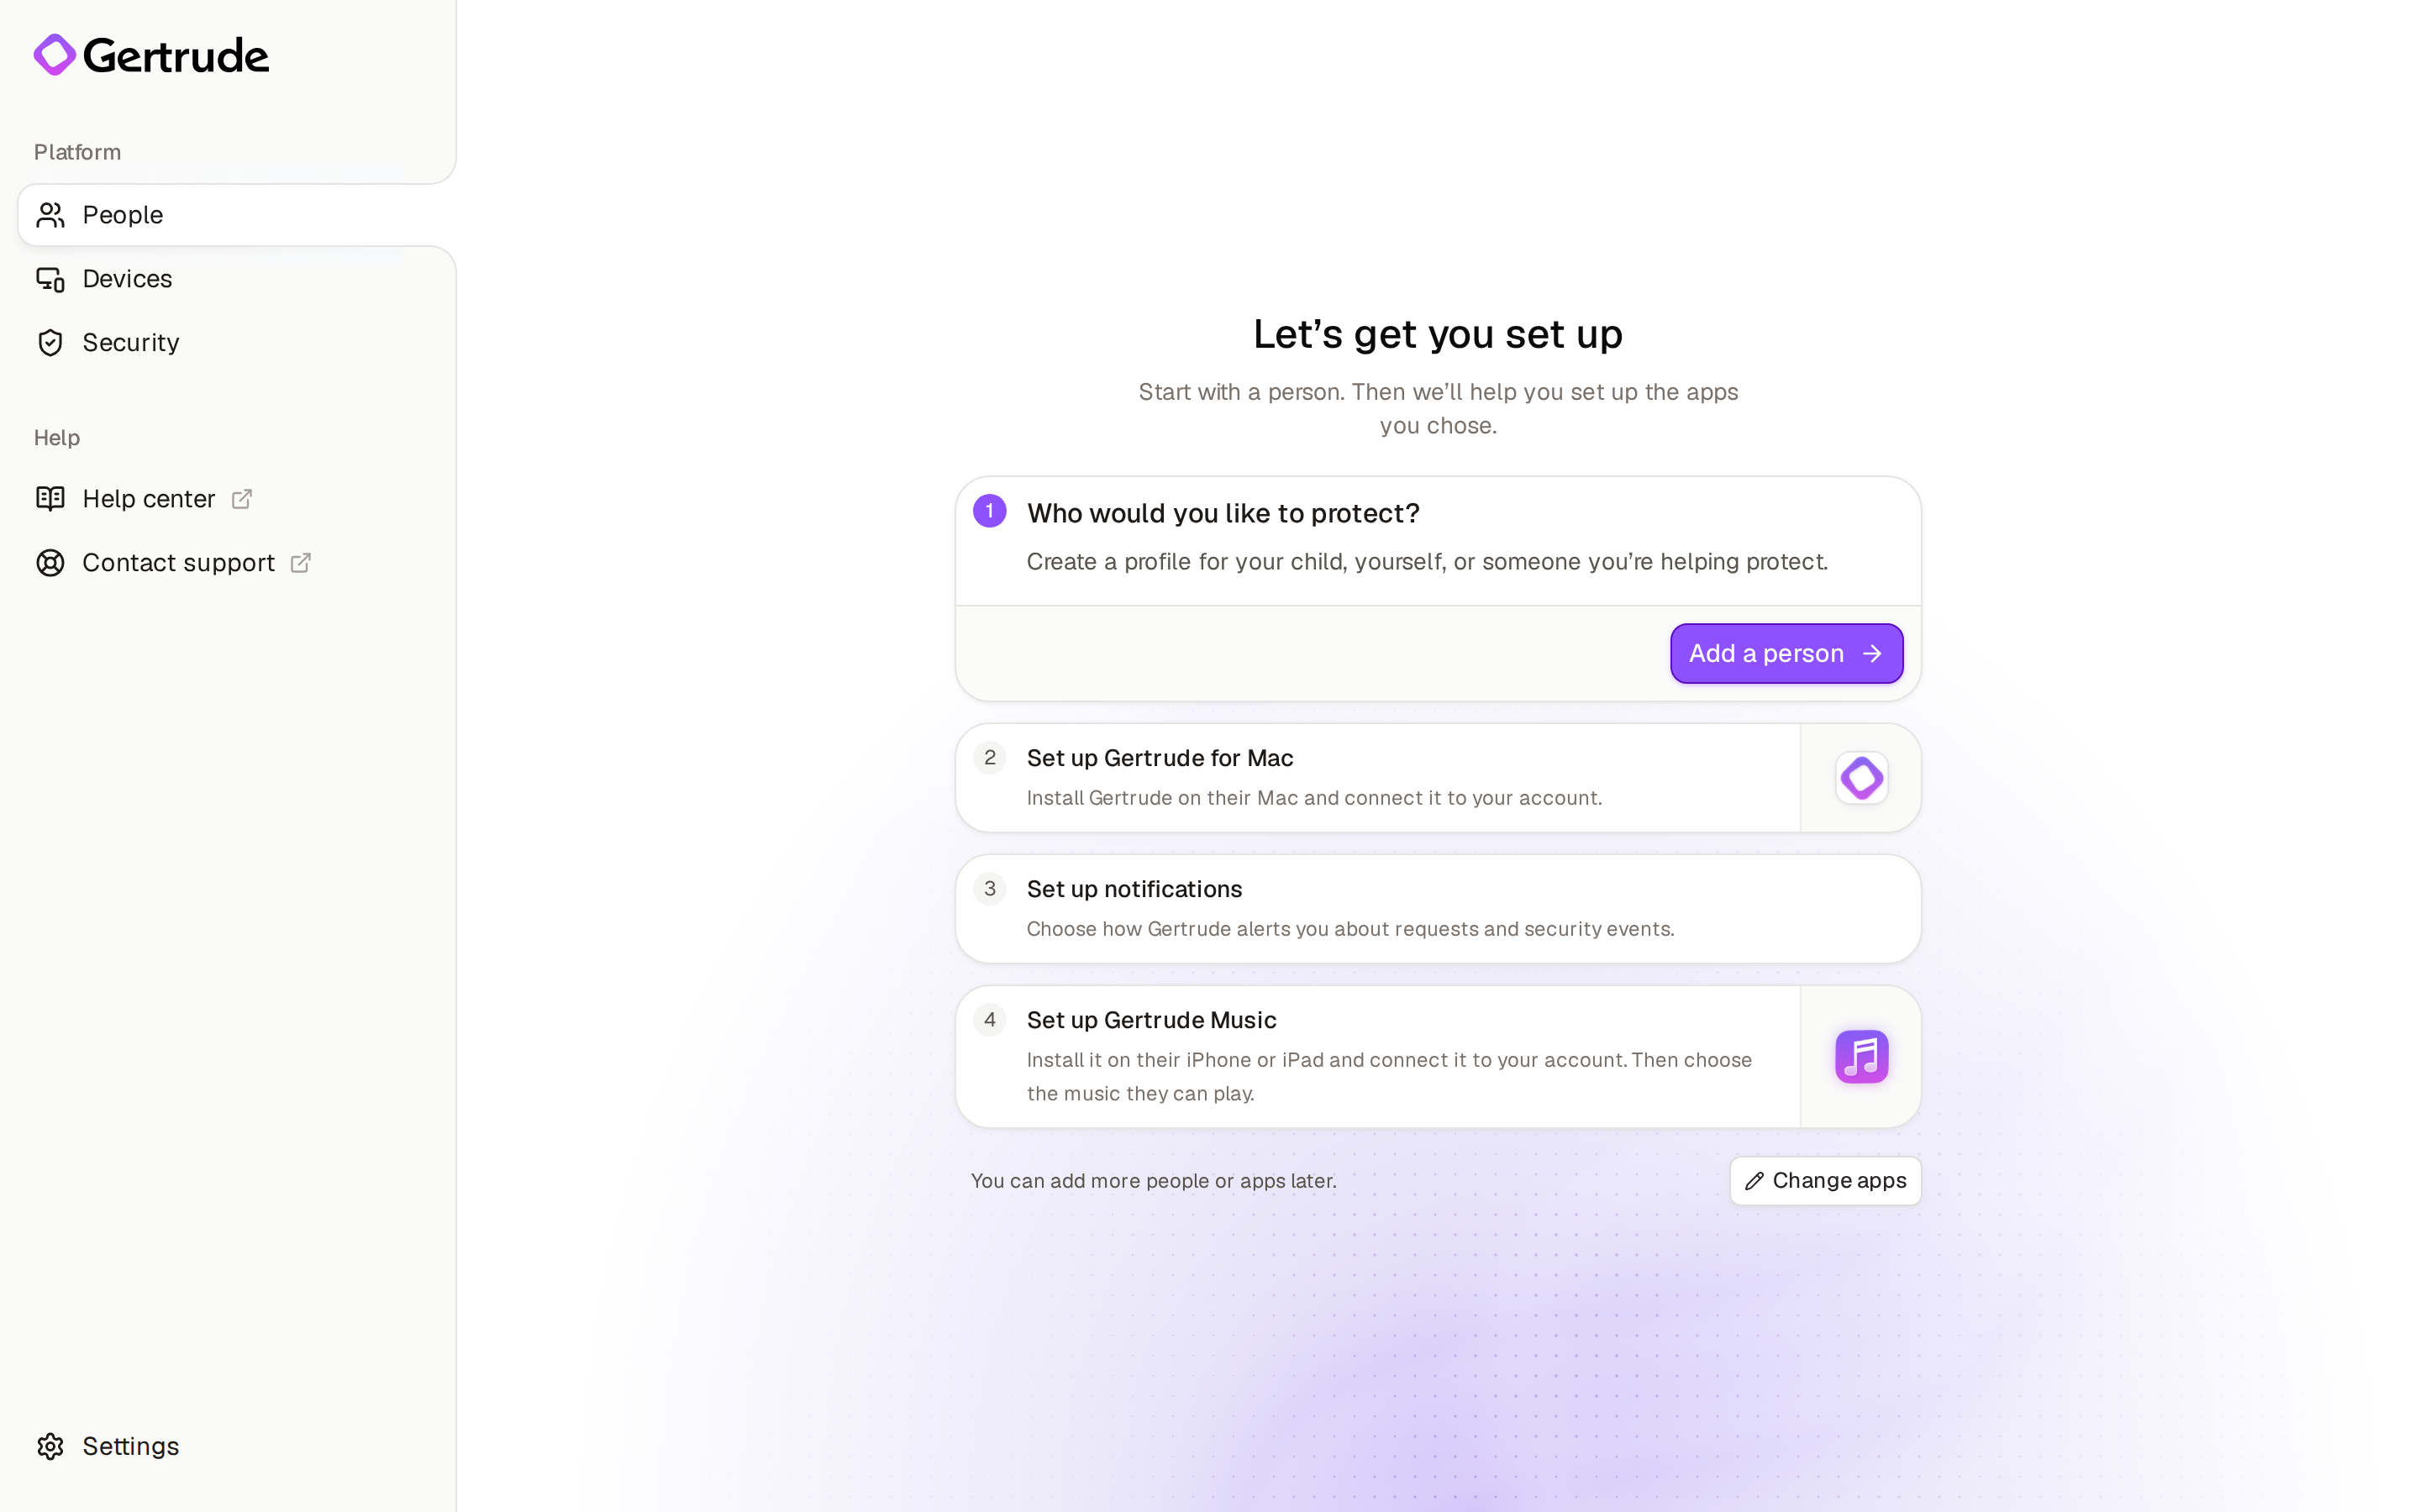 Gertrude
Platform
People
Devices
Security
Help
Help center
Contact support
Settings
Let’s get you set up
Start with a person. Then we’ll help you set up the apps
you chose.
1
Who would you like to protect?
Create a profile for your child, yourself, or someone you’re helping protect.
Add a person
2
Set up Gertrude for Mac
Install Gertrude on their Mac and connect it to your account.
3
Set up notifications
Choose how Gertrude alerts you about requests and security events.
4
Set up Gertrude Music
Install it on their iPhone or iPad and connect it to your account. Then choose
the music they can play.
You can add more people or apps later.
Change apps